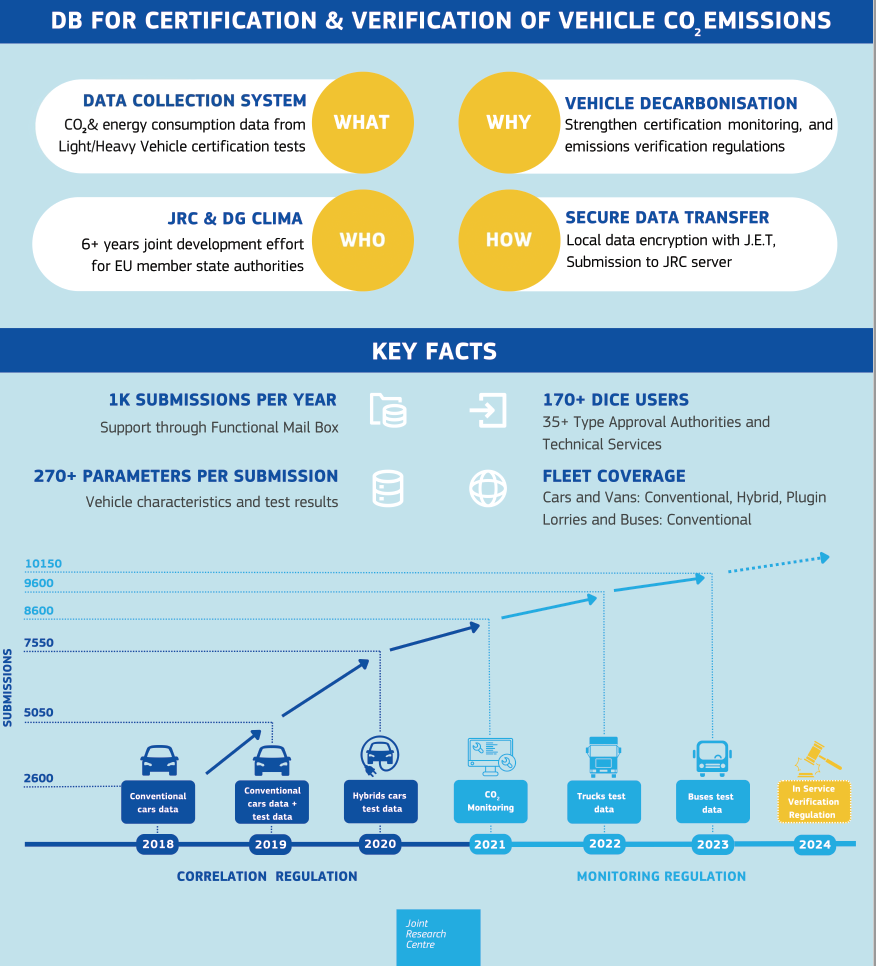 DB FOR CERTIFICATION & VERIFICATION OF VEHICLE CO₂ EMISSIONS
DATA COLLECTION SYSTEM
CO₂& energy consumption data from
Light/Heavy Vehicle certification tests
WHAT
WHY
VEHICLE DECARBONISATION
Strengthen certification monitoring, and
emissions verification regulations
JRC & DG CLIMA
6+ years joint development effort
for EU member state authorities
WHO
HOW
SECURE DATA TRANSFER
Local data encryption with J.E.T,
Submission to JRC server
KEY FACTS
1K SUBMISSIONS PER YEAR
Support through Functional Mail Box
170+ DICE USERS
35+ Type Approval Authorities and
Technical Services
270+ PARAMETERS PER SUBMISSION
Vehicle characteristics and test results
FLEET COVERAGE
Cars and Vans: Conventional, Hybrid, Plugin
Lorries and Buses: Conventional
SUBMISSIONS
10150
9600
8600
7550
5050
2600
Conventional
cars data
Conventional
cars data +
test data
Hybrids cars
test data
CO₂
Monitoring
Trucks test
data
Buses test
data
In Service
Verification
Regulation
2018
2019
2020
2021
2022
2023
2024
CORRELATION REGULATION
MONITORING REGULATION
Joint
Research
Centre